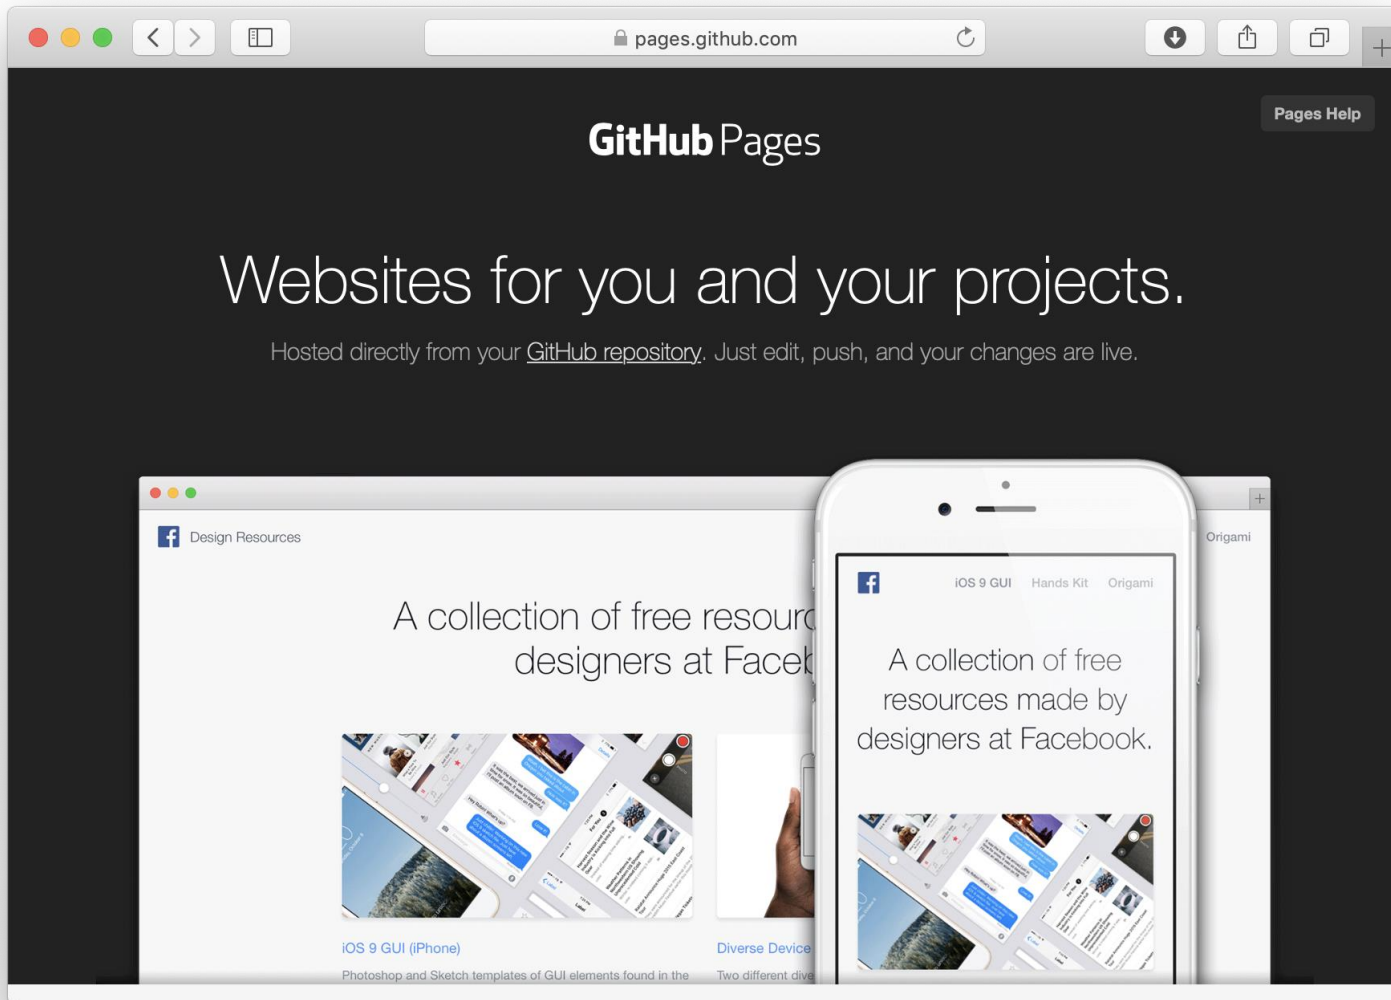 pages.github.com
Pages Help
GitHub Pages
Websites for you and your projects.
Hosted directly from your GitHub repository. Just edit, push, and your changes are live.
Design Resources
Origami
A collection of free
designers at
iOS 9 GUI (iPhone)
Photoshop and Sketch templates of GUI elements found in the
Diverse Device
Two different
iOS 9 GUI Hands Kit Origami
A collection of free
resources made by
designers at Facebook.